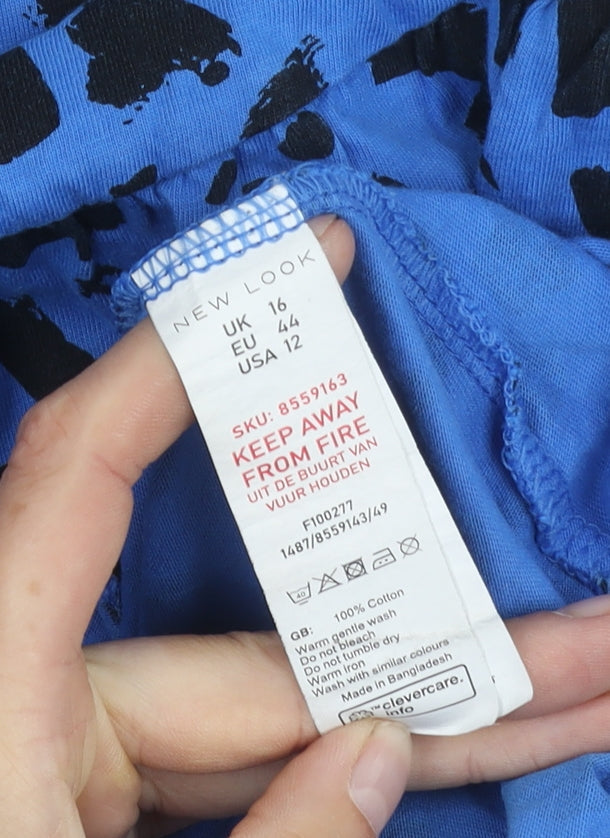 NEW LOOK
UK 16
EU 44
USA 12
SKU: 8559163
KEEP AWAY
FROM FIRE
UIT DE BUURT VAN
VUUR HOUDEN
F100277
1487/8559143/49
40
GB: 100% Cotton
Warm gentle wash
Do not bleach
Do not tumble dry
Warm iron
Wash with similar colours
Made in Bangladesh
™clevercare.
info